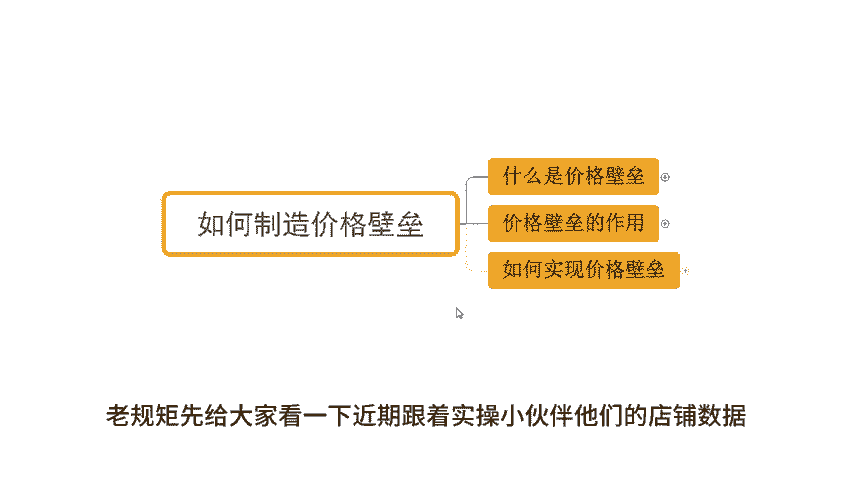 如何制造价格壁垒
什么是价格壁垒
价格壁垒的作用
如何实现价格壁垒
老规矩先给大家看一下近期跟着实操小伙伴他们的店铺数据